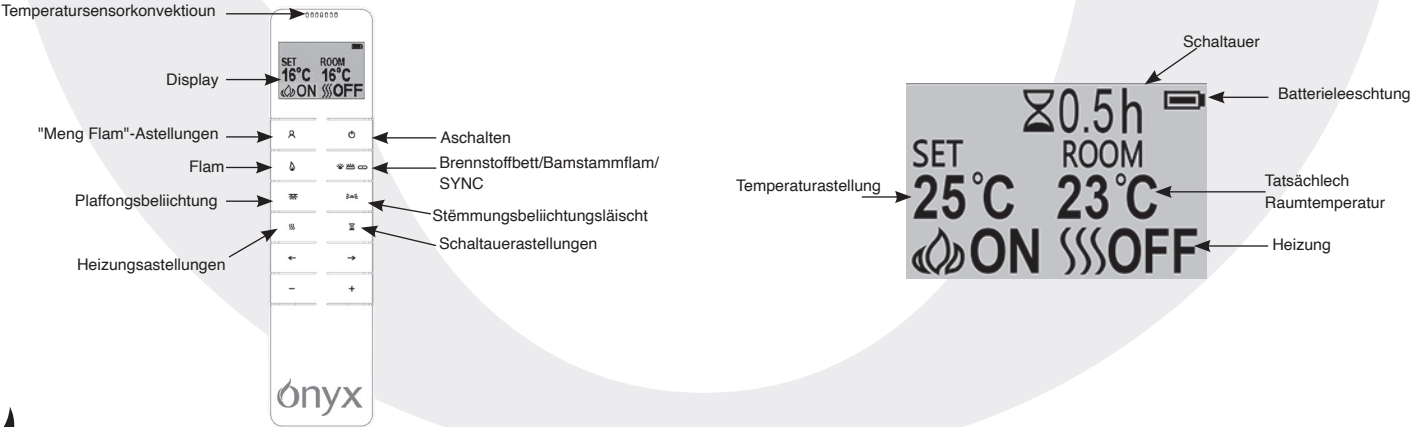 Temperatursensorkonvektioun
SET ROOM
16°C 16°C
ON OFF
Display
"Meng Flam"-Astellungen
Flam
Plaffongsbeliichtung
Heizungsastellungen
Aschalten
Brennstoffbett/Bamstammflam/
SYNC
Stëmmungsbeliichtungsläischt
Schaltauerastellungen
ónyx
Schaltauer
Batterieleeschtung
0.5h
SET ROOM
25°C 23°C
ON OFF
Temperaturastellung
Tatsächlech
Raumtemperatur
Heizung